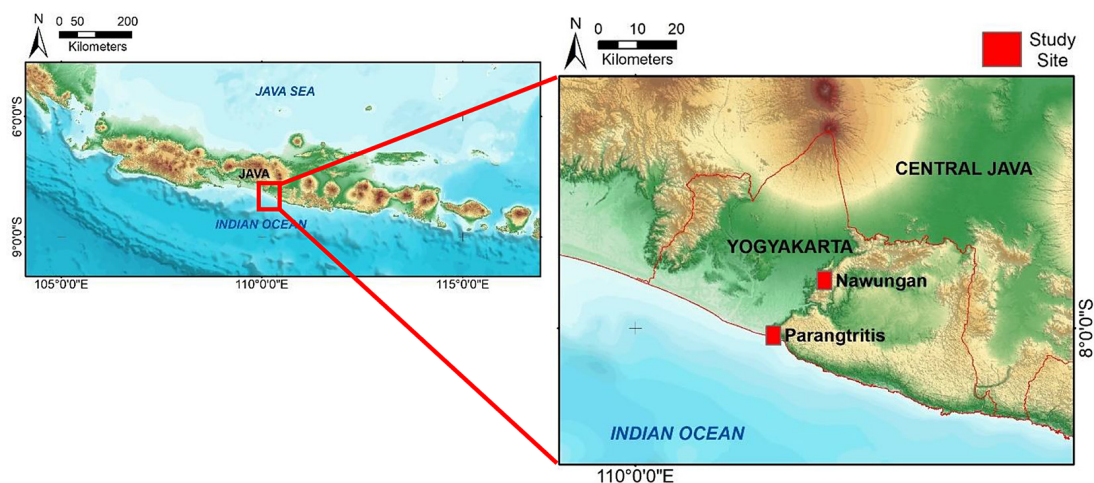 N
0 50 200
Kilometers
JAVA SEA
JAVA
INDIAN OCEAN
6°0'0"S
9°0'0"S
105°0'0"E
110°0'0"E
115°0'0"E
N
0 10 20
Kilometers
Study
Site
CENTRAL JAVA
YOGYAKARTA
Nawungan
Parangtritis
INDIAN OCEAN
8°0'0"S
110°0'0"E